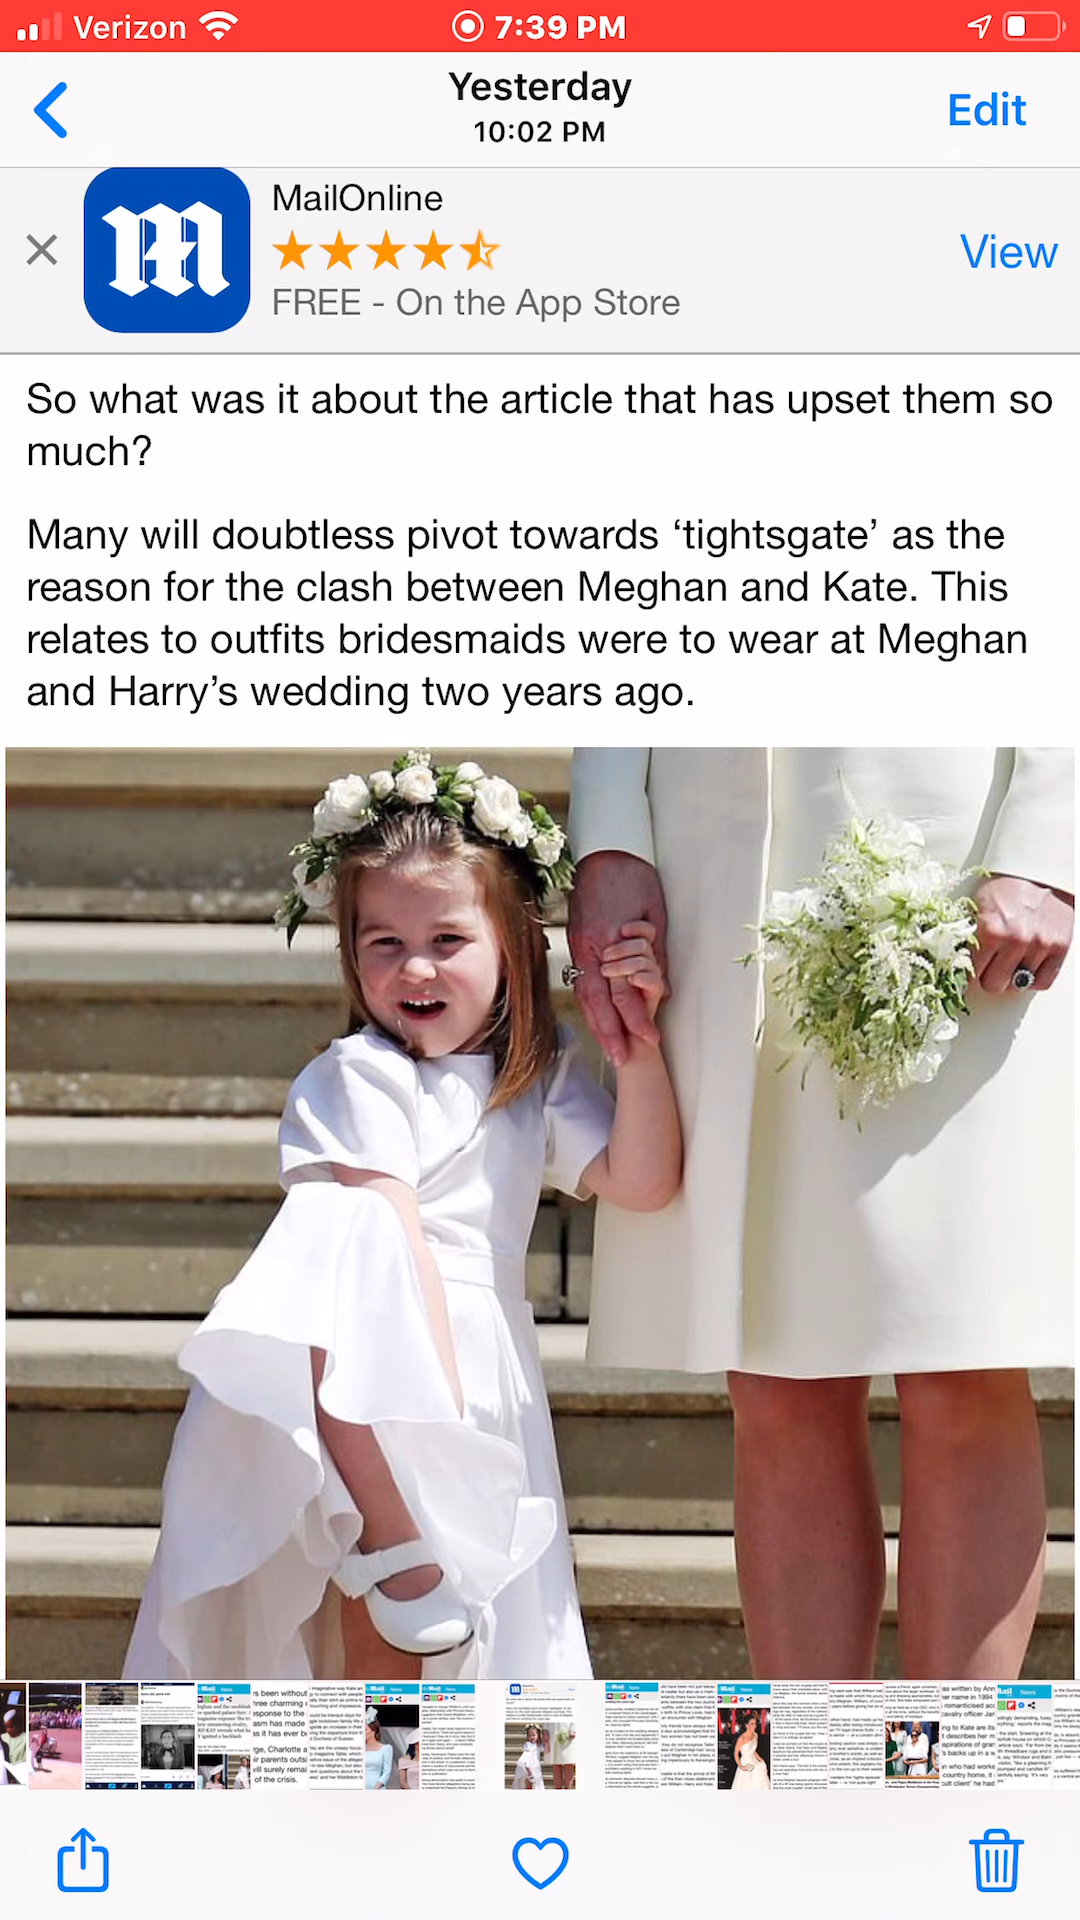 Verizon 7:39 PM
Yesterday
10:02 PM
Edit
MailOnline
FREE - On the App Store
View
So what was it about the article that has upset them so
much?
Many will doubtless pivot towards ‘tightsgate’ as the
reason for the clash between Meghan and Kate. This
relates to outfits bridesmaids were to wear at Meghan
and Harry’s wedding two years ago.